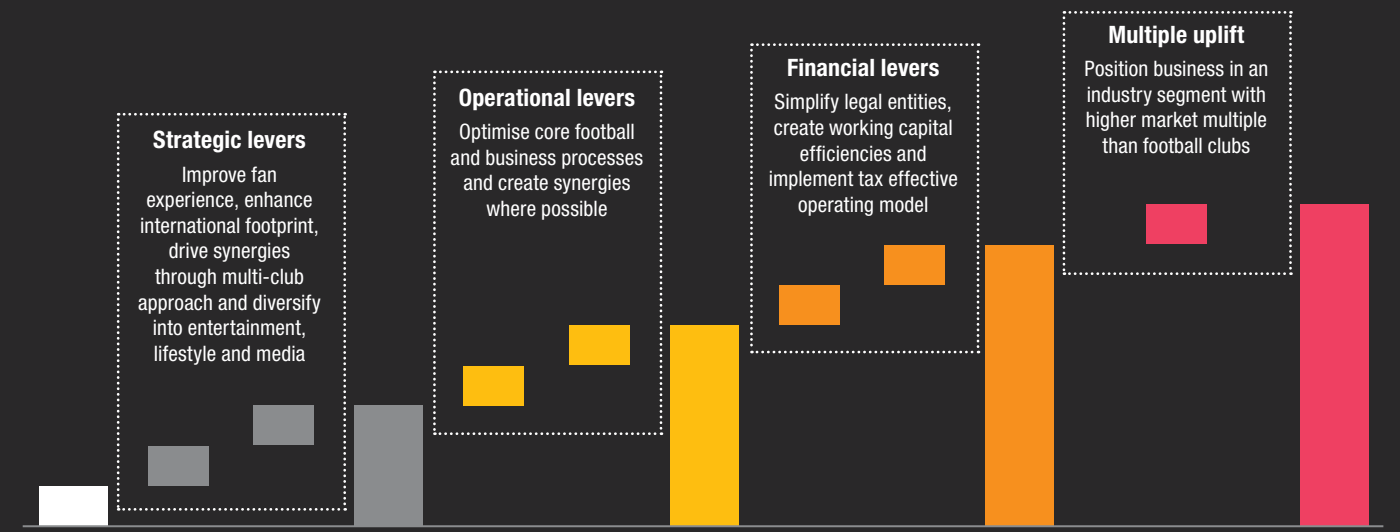 Strategic levers
Improve fan
experience, enhance
international footprint,
drive synergies
through multi-club
approach and diversify
into entertainment,
lifestyle and media
Operational levers
Optimise core football
and business processes
and create synergies
where possible
Financial levers
Simplify legal entities,
create working capital
efficiencies and
implement tax effective
operating model
Multiple uplift
Position business in an
industry segment with
higher market multiple
than football clubs